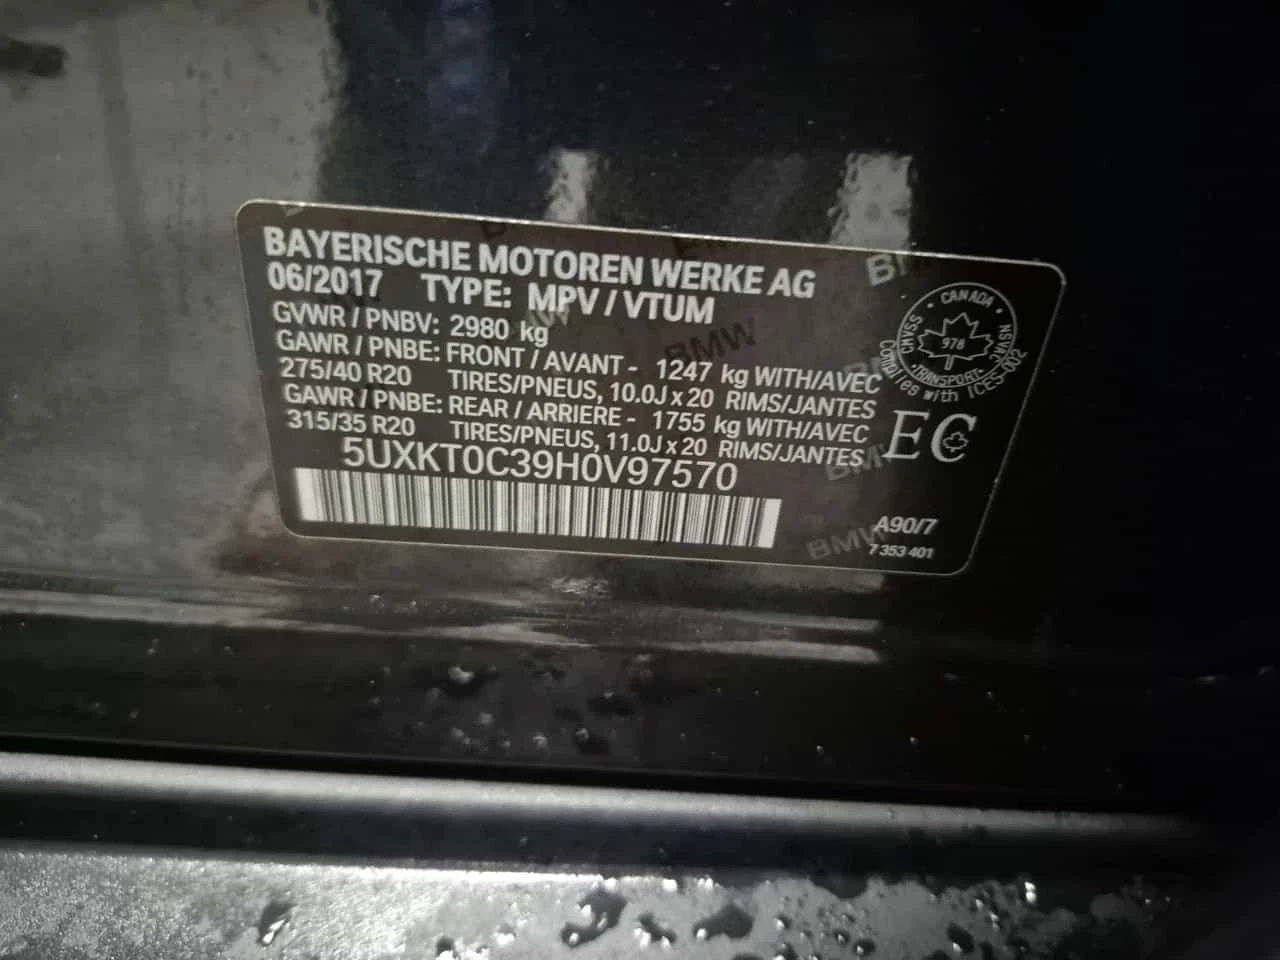 BAYERISCHE MOTOREN WERKE AG
06/2017 TYPE: MPV / VTUM
GVWR / PNBV: 2980 kg
GAWR / PNBE: FRONT / AVANT - 1247 kg WITH/AVEC
275/40 R20 TIRES/PNEUS, 10.0J x 20 RIMS/JANTES
GAWR / PNBE: REAR / ARRIERE - 1755 kg WITH/AVEC
315/35 R20 TIRES/PNEUS, 11.0J x 20 RIMS/JANTES
5UXKT0C39H0V97570
CANADA
CMVSS
NSVAC
978
TRANSPORT
Complies with ICES-002
EC
A90/7
7 353 401
BMW
BMW